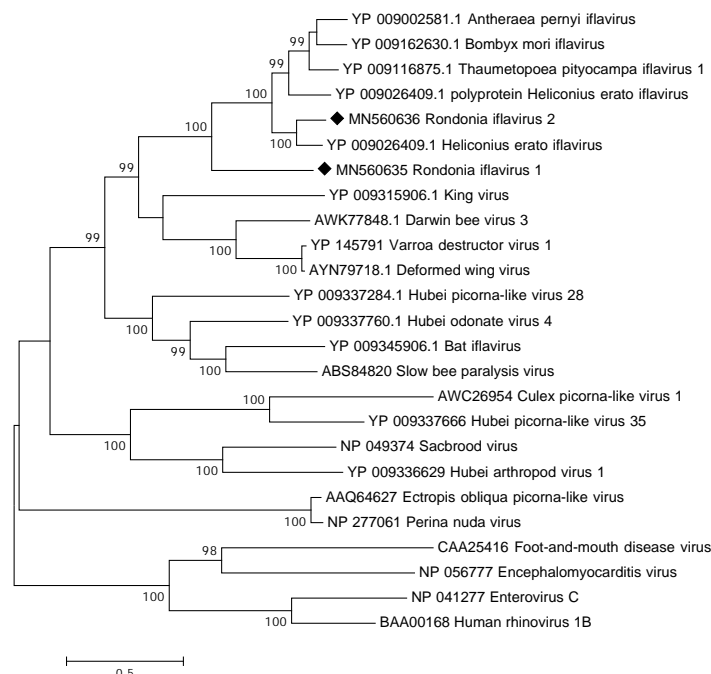 YP 009002581.1 Antheraea pernyi iflavirus
99
YP 009162630.1 Bombyx mori iflavirus
99
YP 009116875.1 Thaumetopoea pityocampa iflavirus 1
100
YP 009026409.1 polyprotein Heliconius erato iflavirus
MN560636 Rondonia iflavirus 2
100
100
YP 009026409.1 Heliconius erato iflavirus
99
MN560635 Rondonia iflavirus 1
YP 009315906.1 King virus
AWK77848.1 Darwin bee virus 3
99
100
YP 145791 Varroa destructor virus 1
100
AYN79718.1 Deformed wing virus
YP 009337284.1 Hubei picorna-like virus 28
100
YP 009337760.1 Hubei odonate virus 4
99
YP 009345906.1 Bat iflavirus
100
ABS84820 Slow bee paralysis virus
100
AWC26954 Culex picorna-like virus 1
YP 009337666 Hubei picorna-like virus 35
100
NP 049374 Sacbrood virus
100
YP 009336629 Hubei arthropod virus 1
AAQ64627 Ectropis obliqua picorna-like virus
100
NP 277061 Perina nuda virus
98
CAA25416 Foot-and-mouth disease virus
NP 056777 Encephalomyocarditis virus
100
NP 041277 Enterovirus C
100
BAA00168 Human rhinovirus 1B
0.5